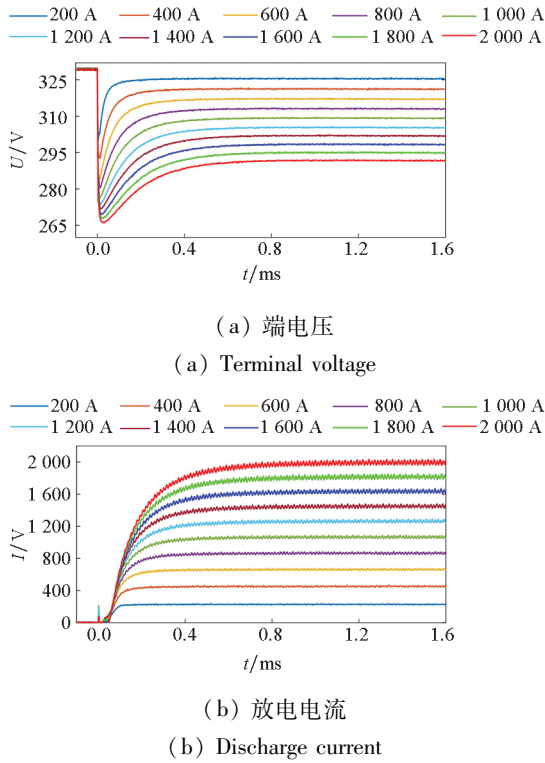 200 A 400 A 600 A 800 A 1 000 A
1 200 A 1 400 A 1 600 A 1 800 A 2 000 A
U/V
325
310
295
280
265
0.0 0.4 0.8 1.2 1.6
t/ms
(a) 端电压
(a) Terminal voltage
200 A 400 A 600 A 800 A 1 000 A
1 200 A 1 400 A 1 600 A 1 800 A 2 000 A
I/V
2 000
1 600
1 200
800
400
0
0.0 0.4 0.8 1.2 1.6
t/ms
(b) 放电电流
(b) Discharge current